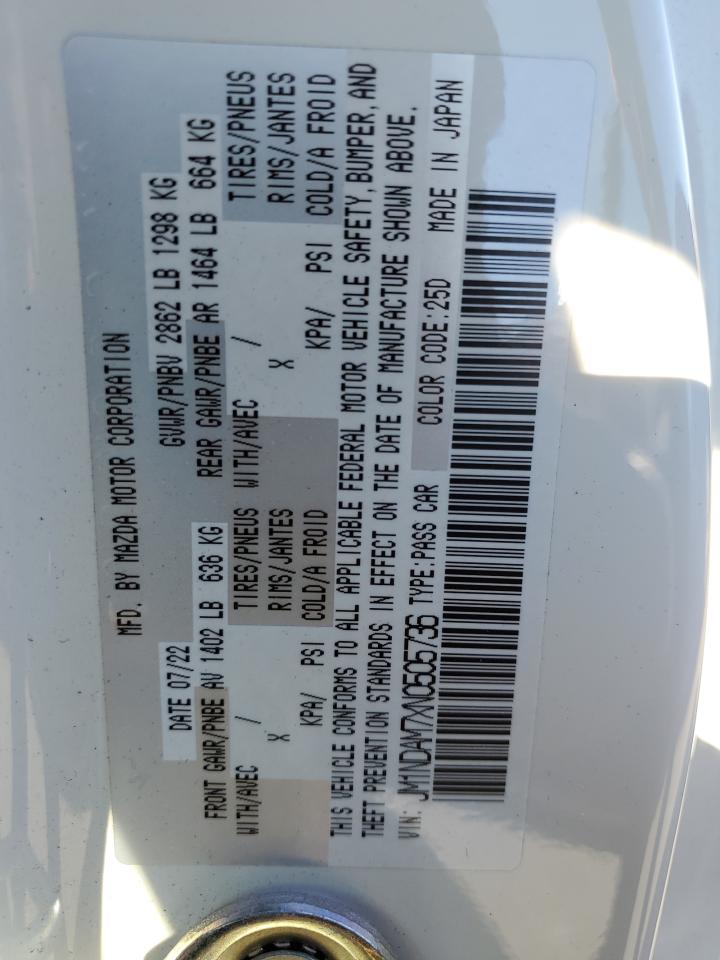 MFD. BY MAZDA MOTOR CORPORATION
DATE 07/22 GVWR/PNBV 2862 LB 1298 KG
FRONT GAWR/PNBE AV 1402 LB 636 KG REAR GAWR/PNBE AR 1464 LB 664 KG
WITH/AVEC / TIRES/PNEUS WITH/AVEC / TIRES/PNEUS
X RIMS/JANTES X RIMS/JANTES
KPA/ PSI COLD/A FROID KPA/ PSI COLD/A FROID
THIS VEHICLE CONFORMS TO ALL APPLICABLE FEDERAL MOTOR VEHICLE SAFETY, BUMPER, AND
THEFT PREVENTION STANDARDS IN EFFECT ON THE DATE OF MANUFACTURE SHOWN ABOVE.
VIN: JM1NDAM7XN0505736 TYPE:PASS CAR COLOR CODE:25D MADE IN JAPAN